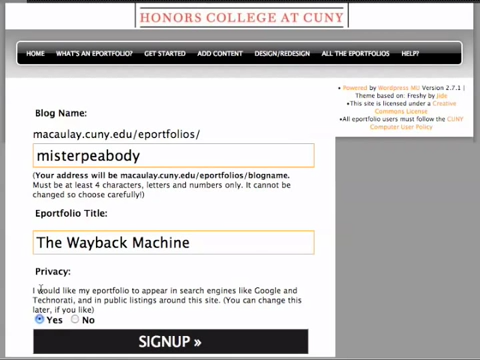 HONORS COLLEGE AT CUNY
HOME WHAT'S AN EPORTFOLIO? GET STARTED ADD CONTENT DESIGN/REDESIGN ALL THE EPORTFOLIOS HELP?
• Powered by Wordpress MU Version 2.7.1 |
Theme based on: Freshy by Jide
•This site is licensed under a Creative
Commons License
•All eportfolio users must follow the CUNY
Computer User Policy
Blog Name:
macaulay.cuny.edu/eportfolios/
misterpeabody
(Your address will be macaulay.cuny.edu/eportfolios/blogname.
Must be at least 4 characters, letters and numbers only. It cannot be
changed so choose carefully!)
Eportfolio Title:
The Wayback Machine
Privacy:
I would like my eportfolio to appear in search engines like Google and
Technorati, and in public listings around this site. (You can change this
later, if you like)
Yes No
SIGNUP »